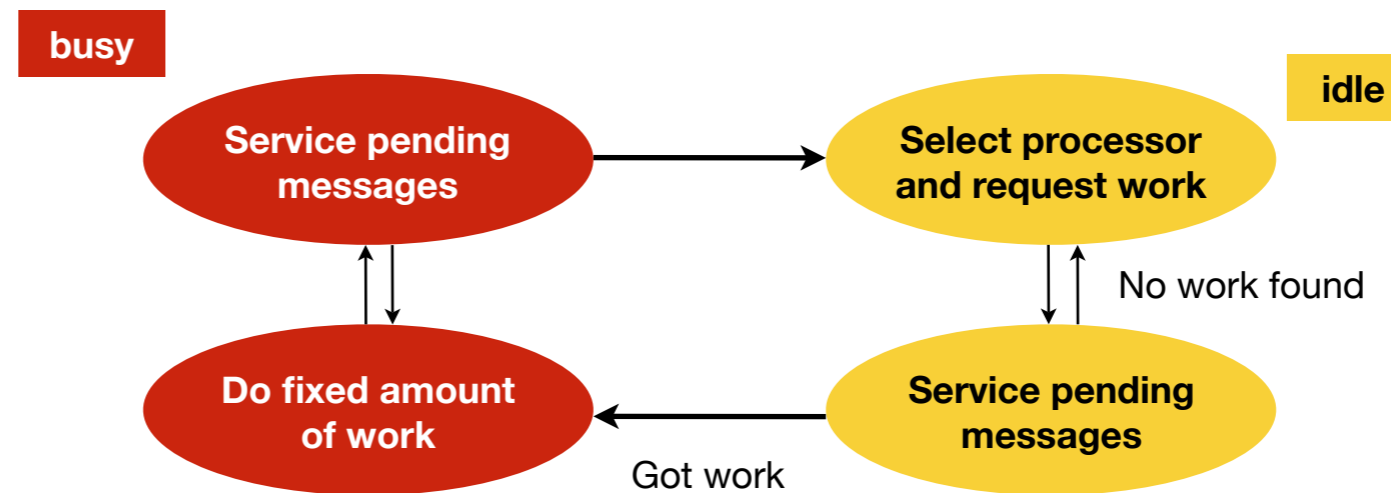 busy
idle
Service pending
messages
Select processor
and request work
No work found
Do fixed amount
of work
Service pending
messages
Got work